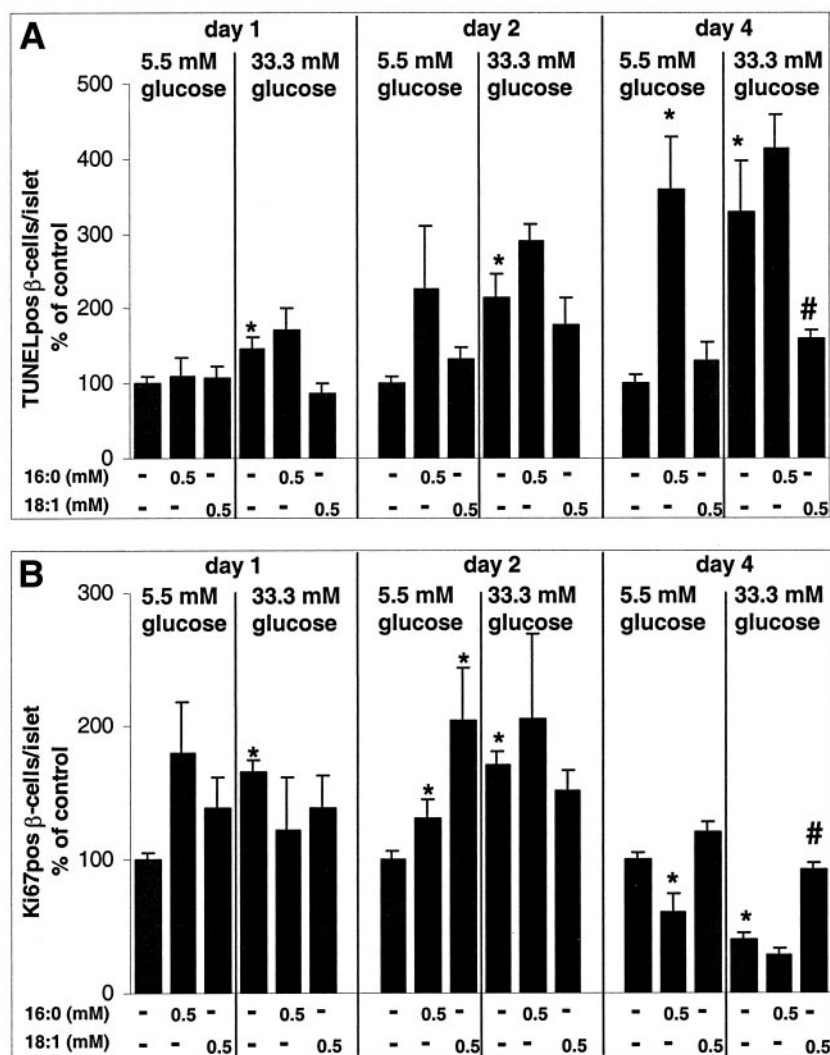 A
day 1 day 2 day 4
5.5 mM 33.3 mM 5.5 mM 33.3 mM 5.5 mM 33.3 mM
glucose glucose glucose glucose glucose glucose
TUNELpos β-cells/islet
% of control
500
400
300
200
100
0
* * * * #
16:0 (mM) - 0.5 - - 0.5 - - 0.5 - - 0.5 - - 0.5 - - 0.5 -
18:1 (mM) - - 0.5 - - 0.5 - - 0.5 - - 0.5 - - 0.5 - - 0.5
B
day 1 day 2 day 4
5.5 mM 33.3 mM 5.5 mM 33.3 mM 5.5 mM 33.3 mM
glucose glucose glucose glucose glucose glucose
Ki67pos β-cells/islet
% of control
300
200
100
0
* * * * * * #
16:0 (mM) - 0.5 - - 0.5 - - 0.5 - - 0.5 - - 0.5 - - 0.5 -
18:1 (mM) - - 0.5 - - 0.5 - - 0.5 - - 0.5 - - 0.5 - - 0.5